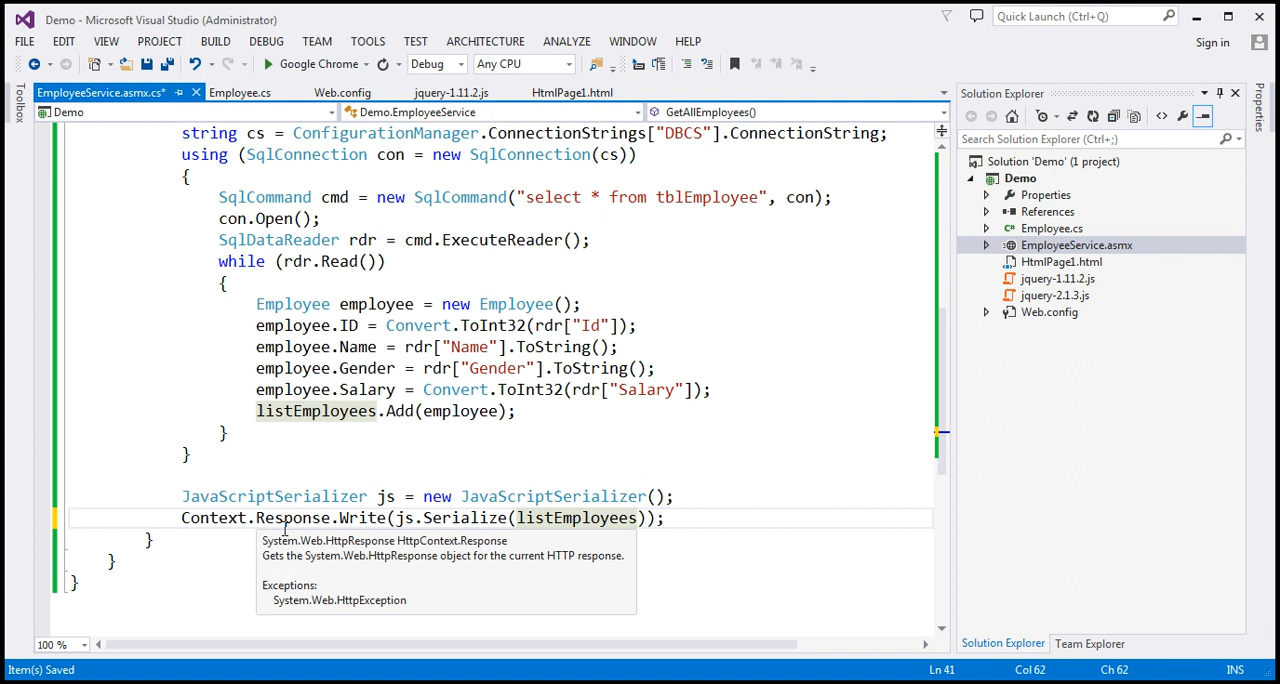 Demo - Microsoft Visual Studio (Administrator)
Quick Launch (Ctrl+Q)
FILE EDIT VIEW PROJECT BUILD DEBUG TEAM TOOLS TEST ARCHITECTURE ANALYZE WINDOW HELP
Sign in
Google Chrome
Debug
Any CPU
Toolbox
EmployeeService.asmx.cs*
Employee.cs
Web.config
jquery-1.11.2.js
HtmlPage1.html
Demo
Demo.EmployeeService
GetAllEmployees()
string cs = ConfigurationManager.ConnectionStrings["DBCS"].ConnectionString;
using (SqlConnection con = new SqlConnection(cs))
{
SqlCommand cmd = new SqlCommand("select * from tblEmployee", con);
con.Open();
SqlDataReader rdr = cmd.ExecuteReader();
while (rdr.Read())
{
Employee employee = new Employee();
employee.ID = Convert.ToInt32(rdr["Id"]);
employee.Name = rdr["Name"].ToString();
employee.Gender = rdr["Gender"].ToString();
employee.Salary = Convert.ToInt32(rdr["Salary"]);
listEmployees.Add(employee);
}
}
JavaScriptSerializer js = new JavaScriptSerializer();
Context.Response.Write(js.Serialize(listEmployees));
}
}
}
System.Web.HttpResponse HttpContext.Response
Gets the System.Web.HttpResponse object for the current HTTP response.
Exceptions:
System.Web.HttpException
100 %
Solution Explorer
Search Solution Explorer (Ctrl+;)
Solution 'Demo' (1 project)
Demo
Properties
References
Employee.cs
EmployeeService.asmx
HtmlPage1.html
jquery-1.11.2.js
jquery-2.1.3.js
Web.config
Solution Explorer
Team Explorer
Properties
Item(s) Saved
Ln 41
Col 62
Ch 62
INS